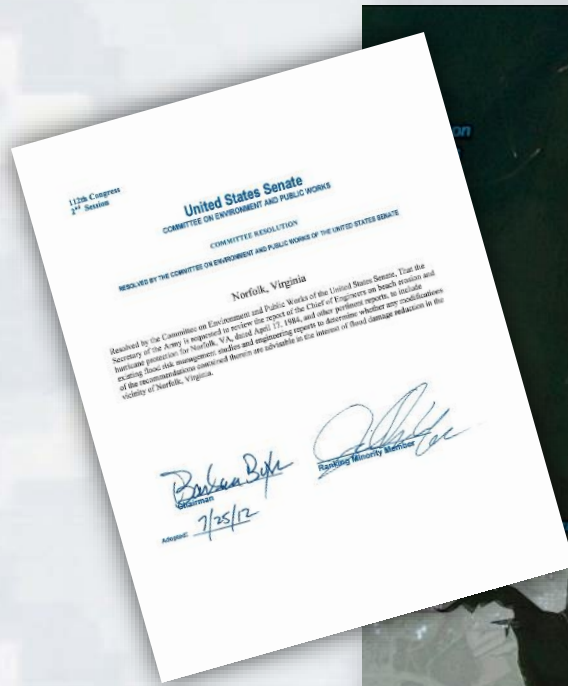 112th Congress
2nd Session
United States Senate
COMMITTEE ON ENVIRONMENT AND PUBLIC WORKS
COMMITTEE RESOLUTION
RESOLVED BY THE COMMITTEE ON ENVIRONMENT AND PUBLIC WORKS OF THE UNITED STATES SENATE
Norfolk, Virginia
Resolved by the Committee on Environment and Public Works of the United States Senate, That the
Secretary of the Army is requested to review the report of the Chief of Engineers on beach erosion and
hurricane protection for Norfolk, VA, dated April 17, 1984, and other pertinent reports, to include
existing flood risk management studies and engineering reports to determine whether any modifications
of the recommendations contained therein are advisable in the interest of flood damage reduction in the
vicinity of Norfolk, Virginia.
Chairman
Ranking Minority Member
Adopted: 7/25/12
on